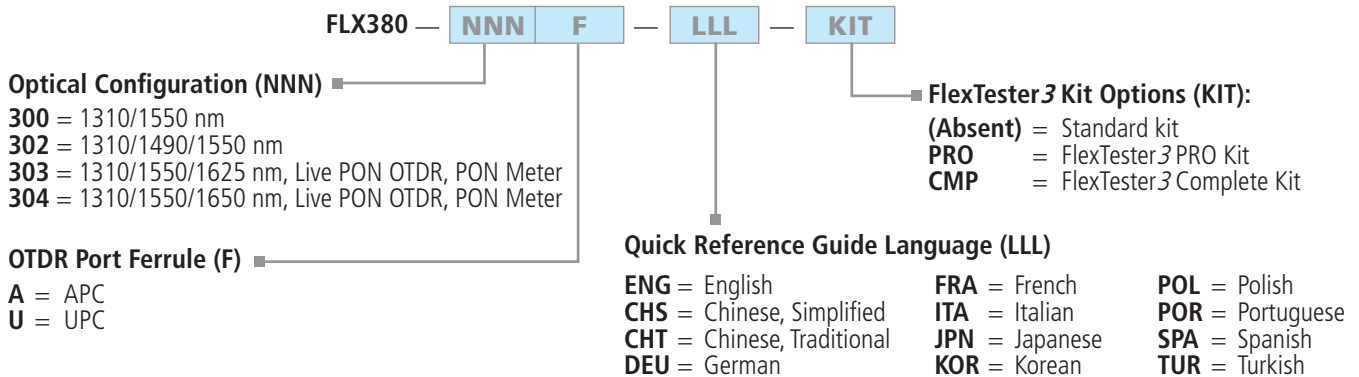 FLX380 — NNN F — LLL — KIT
Optical Configuration (NNN)
300 = 1310/1550 nm
302 = 1310/1490/1550 nm
303 = 1310/1550/1625 nm, Live PON OTDR, PON Meter
304 = 1310/1550/1650 nm, Live PON OTDR, PON Meter
OTDR Port Ferrule (F)
A = APC
U = UPC
FlexTester3 Kit Options (KIT):
(Absent) = Standard kit
PRO = FlexTester3 PRO Kit
CMP = FlexTester3 Complete Kit
Quick Reference Guide Language (LLL)
ENG = English
CHS = Chinese, Simplified
CHT = Chinese, Traditional
DEU = German
FRA = French
ITA = Italian
JPN = Japanese
KOR = Korean
POL = Polish
POR = Portuguese
SPA = Spanish
TUR = Turkish